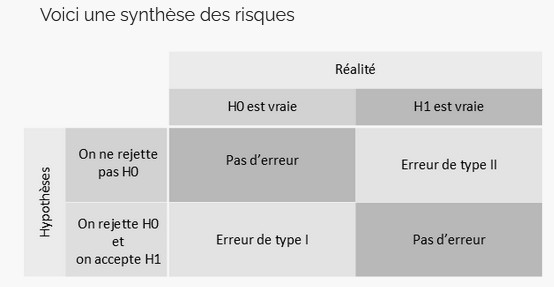 Voici une synthèse des risques
Réalité
H0 est vraie
H1 est vraie
Hypothèses
On ne rejette
pas H0
Pas d'erreur
Erreur de type II
On rejette H0
et
on accepte H1
Erreur de type I
Pas d'erreur